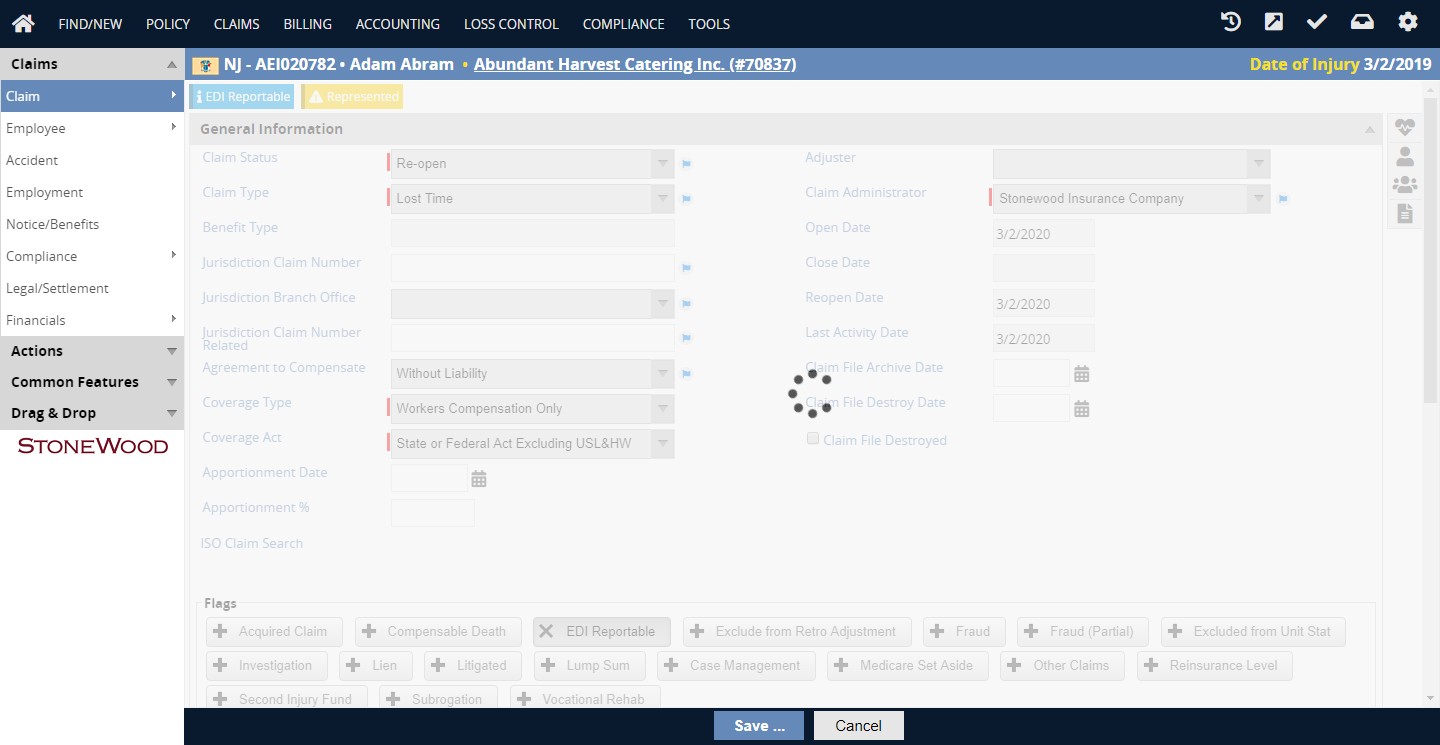 FIND/NEW POLICY CLAIMS BILLING ACCOUNTING LOSS CONTROL COMPLIANCE TOOLS
Claims
NJ - AEI020782 • Adam Abram • Abundant Harvest Catering Inc. (#70837)
Date of Injury 3/2/2019
Claim
Employee
Accident
Employment
Notice/Benefits
Compliance
Legal/Settlement
Financials
Actions
Common Features
Drag & Drop
STONEWOOD
EDI Reportable
Represented
General Information
Claim Status Re-open
Claim Type Lost Time
Benefit Type
Jurisdiction Claim Number
Jurisdiction Branch Office
Jurisdiction Claim Number
Related
Agreement to Compensate Without Liability
Coverage Type Workers Compensation Only
Coverage Act State or Federal Act Excluding USL&HW
Apportionment Date
Apportionment %
ISO Claim Search
Adjuster
Claim Administrator Stonewood Insurance Company
Open Date 3/2/2020
Close Date
Reopen Date 3/2/2020
Last Activity Date 3/2/2020
Claim File Archive Date
Claim File Destroy Date
Claim File Destroyed
Flags
Acquired Claim Compensable Death EDI Reportable Exclude from Retro Adjustment Fraud Fraud (Partial) Excluded from Unit Stat
Investigation Lien Litigated Lump Sum Case Management Medicare Set Aside Other Claims Reinsurance Level
Second Injury Fund Subrogation Vocational Rehab
Save ... Cancel